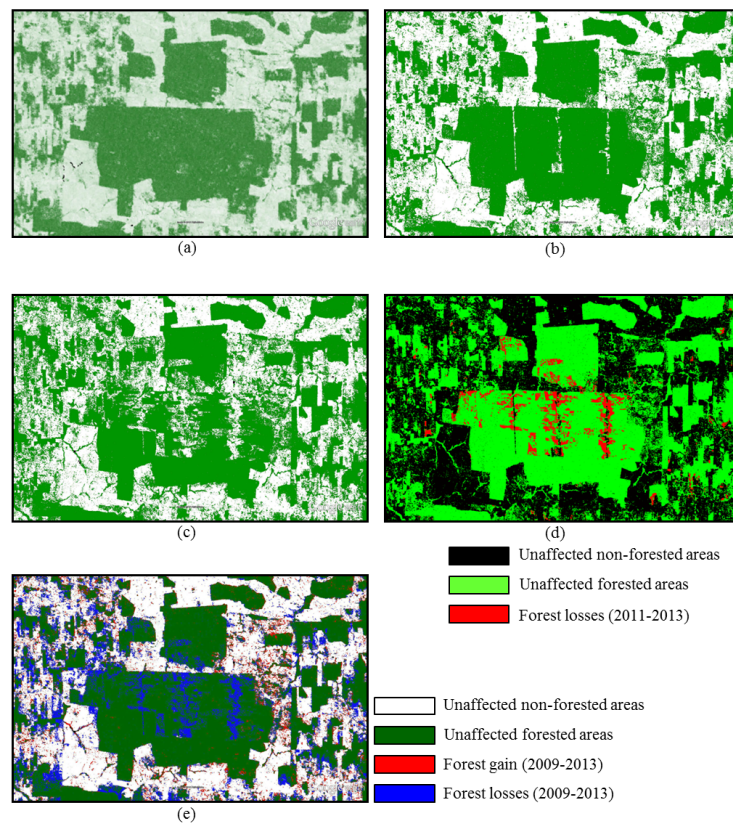 (a)
(b)
(c)
(d)
Unaffected non-forested areas
Unaffected forested areas
Forest losses (2011-2013)
Unaffected non-forested areas
Unaffected forested areas
Forest gain (2009-2013)
Forest losses (2009-2013)
(e)